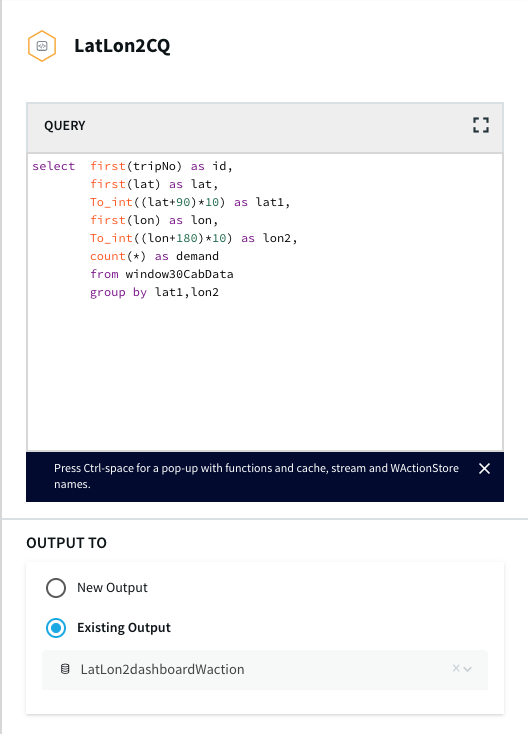 LatLon2CQ
QUERY
select first(tripNo) as id,
first(lat) as lat,
To_int((lat+90)*10) as lat1,
first(lon) as lon,
To_int((lon+180)*10) as lon2,
count(*) as demand
from window30CabData
group by lat1,lon2
Press Ctrl-space for a pop-up with functions and cache, stream and WActionStore
names.
OUTPUT TO
New Output
Existing Output
LatLon2dashboardWaction